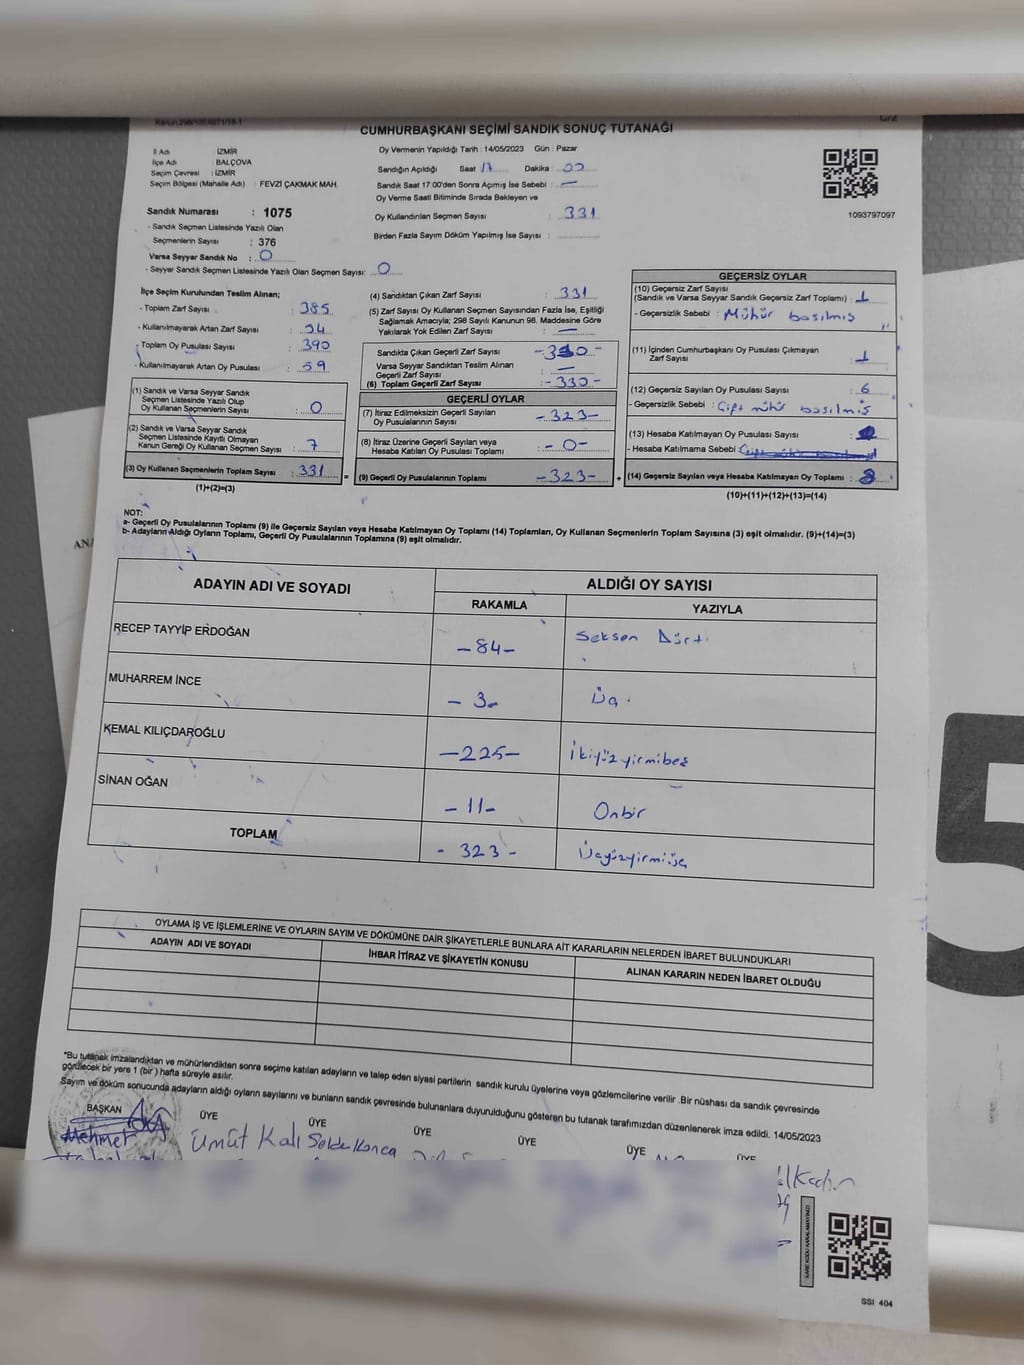 Kanun:298/105/6271/18-1
CUMHURBAŞKANI SEÇİMİ SANDIK SONUÇ TUTANAĞI
İl Adı : İZMİR
İlçe Adı : BALÇOVA
Seçim Çevresi : İZMİR
Seçim Bölgesi (Mahalle Adı) : FEVZİ ÇAKMAK MAH.
Sandık Numarası : 1075
- Sandık Seçmen Listesinde Yazılı Olan
Seçmenlerin Sayısı : 376
Varsa Seyyar Sandık No : 0
- Seyyar Sandık Seçmen Listesinde Yazılı Olan Seçmen Sayısı: 0
Oy Vermenin Yapıldığı Tarih : 14/05/2023 Gün : Pazar
Sandığın Açıldığı Saat 17 Dakika : 00
Sandık Saat 17:00'den Sonra Açılmış İse Sebebi : —
Oy Verme Saati Bitiminde Sırada Bekleyen ve
Oy Kullandırılan Seçmen Sayısı : 331
Birden Fazla Sayım Döküm Yapılmış İse Sayısı :
1093797097
İlçe Seçim Kurulundan Teslim Alınan;
- Toplam Zarf Sayısı : 385
- Kullanılmayarak Artan Zarf Sayısı : 54
- Toplam Oy Pusulası Sayısı : 390
- Kullanılmayarak Artan Oy Pusulası : 59
(1) Sandık ve Varsa Seyyar Sandık
Seçmen Listesinde Yazılı Olup
Oy Kullanan Seçmenlerin Sayısı : 0
(2) Sandık ve Varsa Seyyar Sandık
Seçmen Listesinde Kayıtlı Olmayan
Kanun Gereği Oy Kullanan Seçmen Sayısı : 7
(3) Oy Kullanan Seçmenlerin Toplam Sayısı : 331 =
(1)+(2)=(3)
(4) Sandıktan Çıkan Zarf Sayısı : 331
(5) Zarf Sayısı Oy Kullanan Seçmen Sayısından Fazla İse, Eşitliği
Sağlamak Amacıyla; 298 Sayılı Kanunun 98. Maddesine Göre
Yakılarak Yok Edilen Zarf Sayısı : —
Sandıkta Çıkan Geçerli Zarf Sayısı : -330-
Varsa Seyyar Sandıktan Teslim Alınan
Geçerli Zarf Sayısı : —
(6) Toplam Geçerli Zarf Sayısı : -330-
GEÇERLİ OYLAR
(7) İtiraz Edilmeksizin Geçerli Sayılan
Oy Pusulalarının Sayısı : -323-
(8) İtiraz Üzerine Geçerli Sayılan veya
Hesaba Katılan Oy Pusulası Toplamı : -0-
(9) Geçerli Oy Pusulalarının Toplamı : -323- +
GEÇERSİZ OYLAR
(10) Geçersiz Zarf Sayısı
(Sandık ve Varsa Seyyar Sandık Geçersiz Zarf Toplamı) : 1
- Geçersizlik Sebebi : Mühür basılmış
(11) İçinden Cumhurbaşkanı Oy Pusulası Çıkmayan
Zarf Sayısı : 1
(12) Geçersiz Sayılan Oy Pusulası Sayısı : 6
- Geçersizlik Sebebi : Çift mühür basılmış
(13) Hesaba Katılmayan Oy Pusulası Sayısı :
- Hesaba Katılmama Sebebi :
(14) Geçersiz Sayılan veya Hesaba Katılmayan Oy Toplamı : 8
(10)+(11)+(12)+(13)=(14)
NOT:
a- Geçerli Oy Pusulalarının Toplamı (9) ile Geçersiz Sayılan veya Hesaba Katılmayan Oy Toplamı (14) Toplamları, Oy Kullanan Seçmenlerin Toplam Sayısına (3) eşit olmalıdır. (9)+(14)=(3)
b- Adayların Aldığı Oyların Toplamı, Geçerli Oy Pusulalarının Toplamına (9) eşit olmalıdır.
ADAYIN ADI VE SOYADI
ALDIĞI OY SAYISI
RAKAMLA YAZIYLA
RECEP TAYYİP ERDOĞAN -84- Seksen Dört
MUHARREM İNCE -3- Üç
KEMAL KILIÇDAROĞLU -225- İkiyüzyirmibeş
SİNAN OĞAN -11- Onbir
TOPLAM -323- Üçyüzyirmiüç
OYLAMA İŞ VE İŞLEMLERİNE VE OYLARIN SAYIM VE DÖKÜMÜNE DAİR ŞİKAYETLERLE BUNLARA AİT KARARLARIN NELERDEN İBARET BULUNDUKLARI
ADAYIN ADI VE SOYADI İHBAR İTİRAZ VE ŞİKAYETİN KONUSU ALINAN KARARIN NEDEN İBARET OLDUĞU
*Bu tutanak imzalandıktan ve mühürlendikten sonra seçime katılan adayların ve talep eden siyasi partilerin sandık kurulu üyelerine veya gözlemcilerine verilir .Bir nüshası da sandık çevresinde
görülecek bir yere 1 (bir ) hafta süreyle asılır.
Sayım ve döküm sonucunda adayların aldığı oyların sayılarını ve bunların sandık çevresinde bulunanlara duyurulduğunu gösteren bu tutanak tarafımızdan düzenlenerek imza edildi. 14/05/2023
BAŞKAN ÜYE ÜYE ÜYE ÜYE ÜYE ÜYE
Mehmet Ümüt Kalı
KARE KODU KARALAMAYINIZ!
SSI 404
5